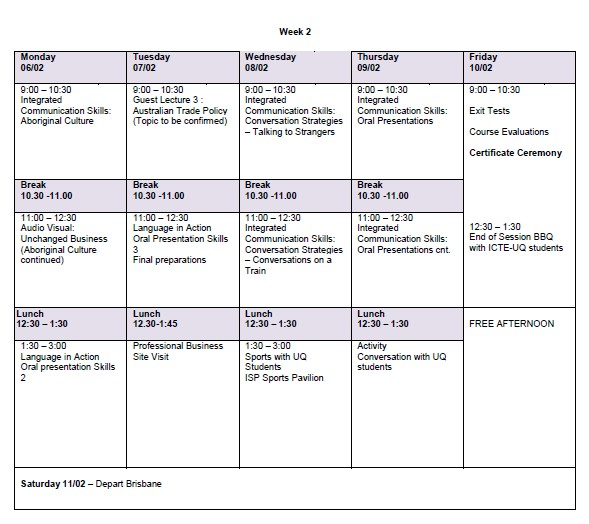 Week 2
Monday
06/02
Tuesday
07/02
Wednesday
08/02
Thursday
09/02
Friday
10/02
9:00 – 10:30
Integrated
Communication Skills:
Aboriginal Culture
9:00 – 10:30
Guest Lecture 3 :
Australian Trade Policy
(Topic to be confirmed)
9:00 – 10:30
Integrated
Communication Skills:
Conversation Strategies
– Talking to Strangers
9:00 – 10:30
Integrated
Communication Skills:
Oral Presentations
9:00 – 10:30
Exit Tests
Course Evaluations
Certificate Ceremony
Break
10.30 -11.00
Break
10.30 -11.00
Break
10.30 -11.00
Break
10.30 -11.00
11:00 – 12:30
Audio Visual:
Unchanged Business
(Aboriginal Culture
continued)
11:00 – 12:30
Language in Action
Oral Presentation Skills
3
Final preparations
11:00 – 12:30
Integrated
Communication Skills:
Conversation Strategies
– Conversations on a
Train
11:00 – 12:30
Integrated
Communication Skills:
Oral Presentations cnt.
12:30 – 1:30
End of Session BBQ
with ICTE-UQ students
Lunch
12:30 – 1:30
Lunch
12.30-1:45
Lunch
12:30 – 1:30
Lunch
12:30 – 1:30
FREE AFTERNOON
1:30 – 3:00
Language in Action
Oral presentation Skills
2
Professional Business
Site Visit
1:30 – 3:00
Sports with UQ
Students
ISP Sports Pavilion
Activity
Conversation with UQ
students
Saturday 11/02 – Depart Brisbane